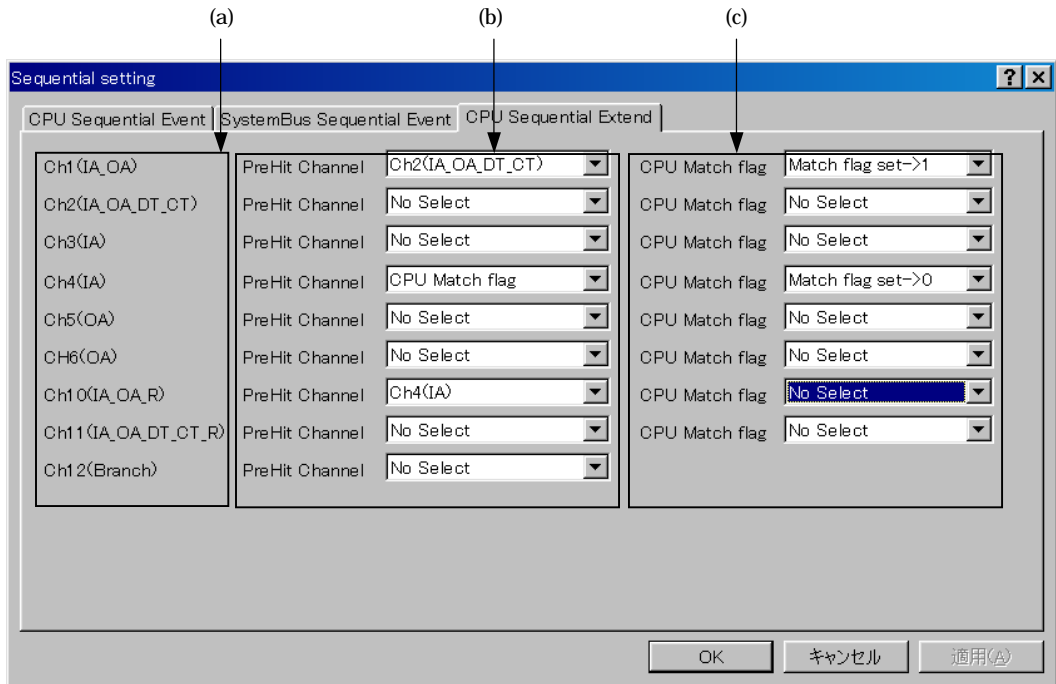 (a) (b) (c)
Sequential setting
CPU Sequential Event SystemBus Sequential Event CPU Sequential Extend
Ch1(IA_OA) PreHit Channel Ch2(IA_OA_DT_CT) CPU Match flag Match flag set->1
Ch2(IA_OA_DT_CT) PreHit Channel No Select CPU Match flag No Select
Ch3(IA) PreHit Channel No Select CPU Match flag No Select
Ch4(IA) PreHit Channel CPU Match flag CPU Match flag Match flag set->0
Ch5(OA) PreHit Channel No Select CPU Match flag No Select
CH6(OA) PreHit Channel No Select CPU Match flag No Select
Ch10(IA_OA_R) PreHit Channel Ch4(IA) CPU Match flag No Select
Ch11(IA_OA_DT_CT_R) PreHit Channel No Select CPU Match flag No Select
Ch12(Branch) PreHit Channel No Select
OK キャンセル 適用(A)